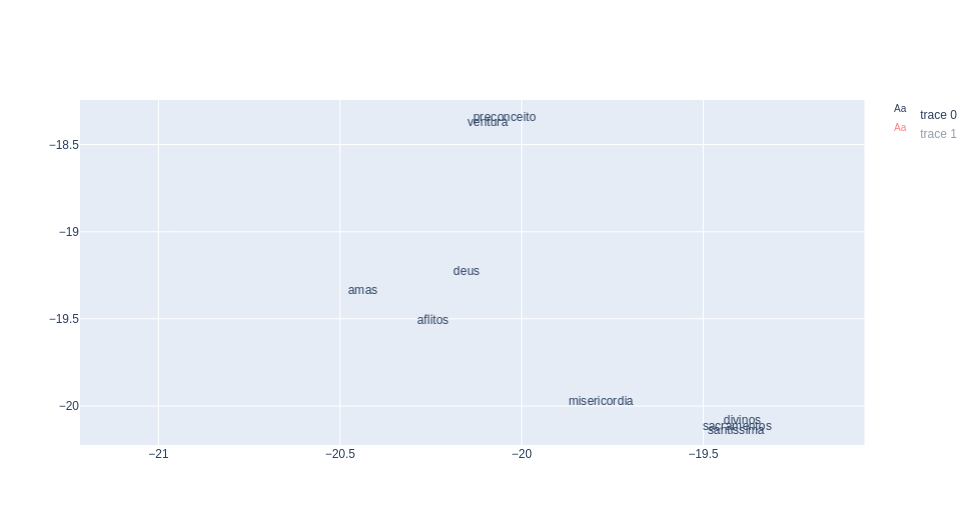 preconceito
ventura
deus
amas
aflitos
misericordia
divinos
sacramentos
santissima
−18.5
−19
−19.5
−20
−21
−20.5
−20
−19.5
Aa trace 0
Aa trace 1